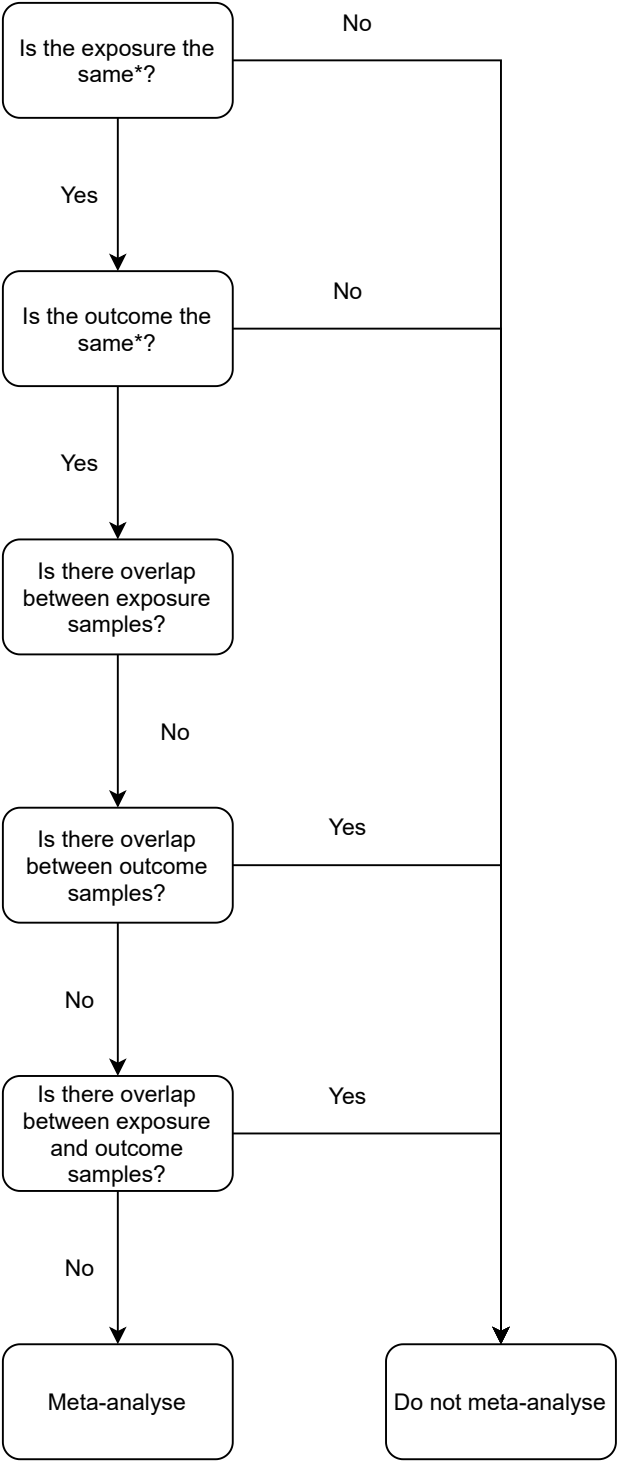 No
Is the exposure the
same*?
Yes
No
Is the outcome the
same*?
Yes
Is there overlap
between exposure
samples?
No
Yes
Is there overlap
between outcome
samples?
No
Yes
Is there overlap
between exposure
and outcome
samples?
No
Meta-analyse
Do not meta-analyse